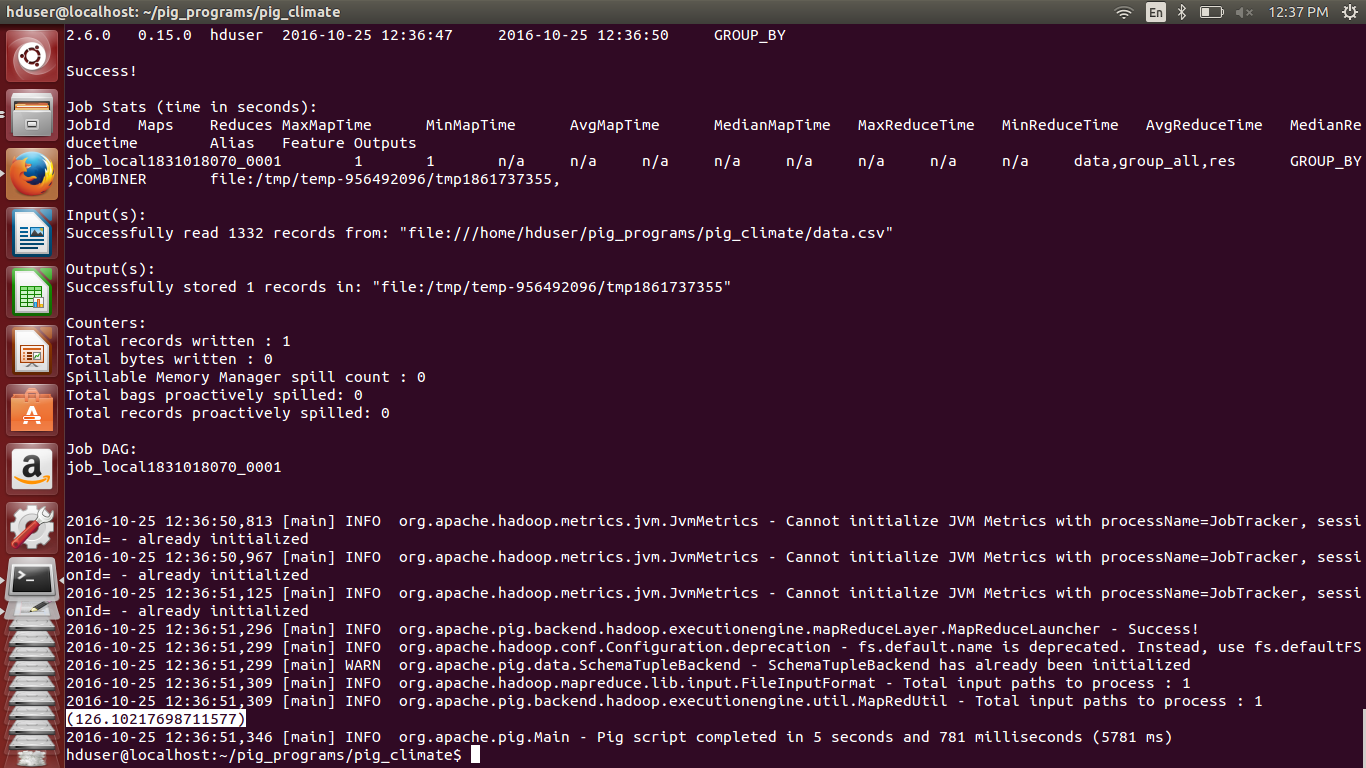 hduser@localhost: ~/pig_programs/pig_climate
En
12:37 PM
2.6.0 0.15.0 hduser 2016-10-25 12:36:47 2016-10-25 12:36:50 GROUP_BY
Success!
Job Stats (time in seconds):
JobId Maps Reduces MaxMapTime MinMapTime AvgMapTime MedianMapTime MaxReduceTime MinReduceTime AvgReduceTime MedianRe
ducetime Alias Feature Outputs
job_local1831018070_0001 1 1 n/a n/a n/a n/a n/a n/a n/a n/a data,group_all,res GROUP_BY
,COMBINER file:/tmp/temp-956492096/tmp1861737355,
Input(s):
Successfully read 1332 records from: "file:///home/hduser/pig_programs/pig_climate/data.csv"
Output(s):
Successfully stored 1 records in: "file:/tmp/temp-956492096/tmp1861737355"
Counters:
Total records written : 1
Total bytes written : 0
Spillable Memory Manager spill count : 0
Total bags proactively spilled: 0
Total records proactively spilled: 0
Job DAG:
job_local1831018070_0001
2016-10-25 12:36:50,813 [main] INFO org.apache.hadoop.metrics.jvm.JvmMetrics - Cannot initialize JVM Metrics with processName=JobTracker, sessi
onId= - already initialized
2016-10-25 12:36:50,967 [main] INFO org.apache.hadoop.metrics.jvm.JvmMetrics - Cannot initialize JVM Metrics with processName=JobTracker, sessi
onId= - already initialized
2016-10-25 12:36:51,125 [main] INFO org.apache.hadoop.metrics.jvm.JvmMetrics - Cannot initialize JVM Metrics with processName=JobTracker, sessi
onId= - already initialized
2016-10-25 12:36:51,296 [main] INFO org.apache.pig.backend.hadoop.executionengine.mapReduceLayer.MapReduceLauncher - Success!
2016-10-25 12:36:51,299 [main] INFO org.apache.hadoop.conf.Configuration.deprecation - fs.default.name is deprecated. Instead, use fs.defaultFS
2016-10-25 12:36:51,299 [main] WARN org.apache.pig.data.SchemaTupleBackend - SchemaTupleBackend has already been initialized
2016-10-25 12:36:51,309 [main] INFO org.apache.hadoop.mapreduce.lib.input.FileInputFormat - Total input paths to process : 1
2016-10-25 12:36:51,309 [main] INFO org.apache.pig.backend.hadoop.executionengine.util.MapRedUtil - Total input paths to process : 1
(126.10217698711577)
2016-10-25 12:36:51,346 [main] INFO org.apache.pig.Main - Pig script completed in 5 seconds and 781 milliseconds (5781 ms)
hduser@localhost:~/pig_programs/pig_climate$